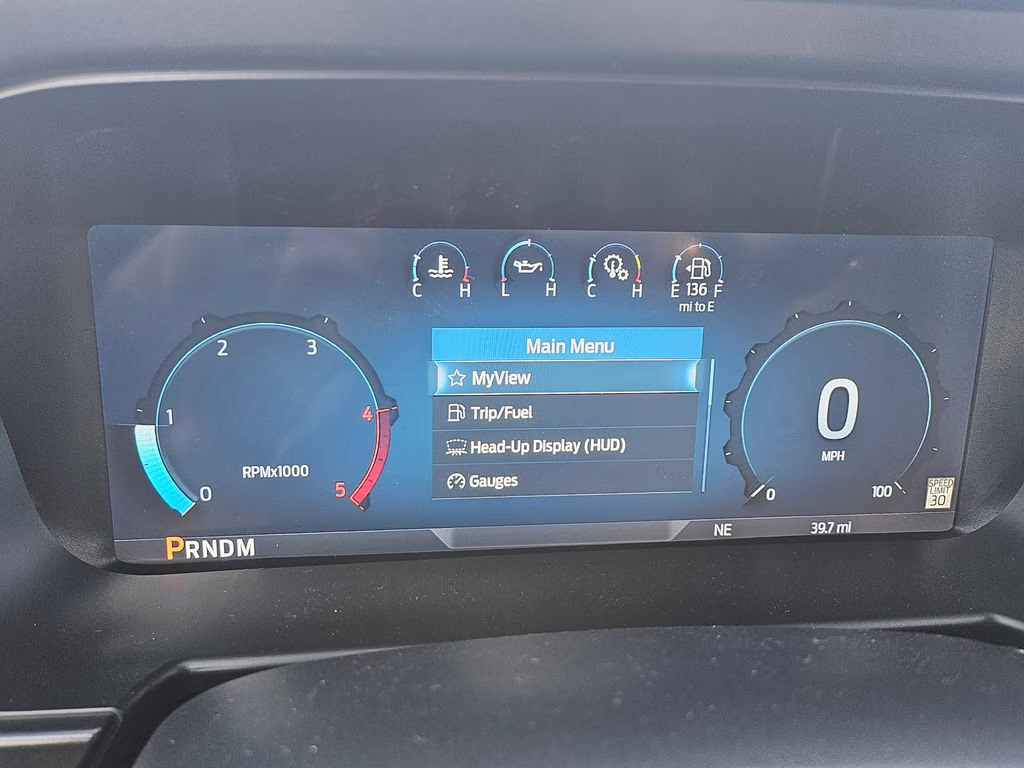 C H
L H
C H
E 136 F
mi to E
0
1
2
3
4
5
RPMx1000
Main Menu
MyView
Trip/Fuel
Head-Up Display (HUD)
Gauges
0
MPH
0
100
SPEED
LIMIT
30
PRNDM
NE
39.7 mi